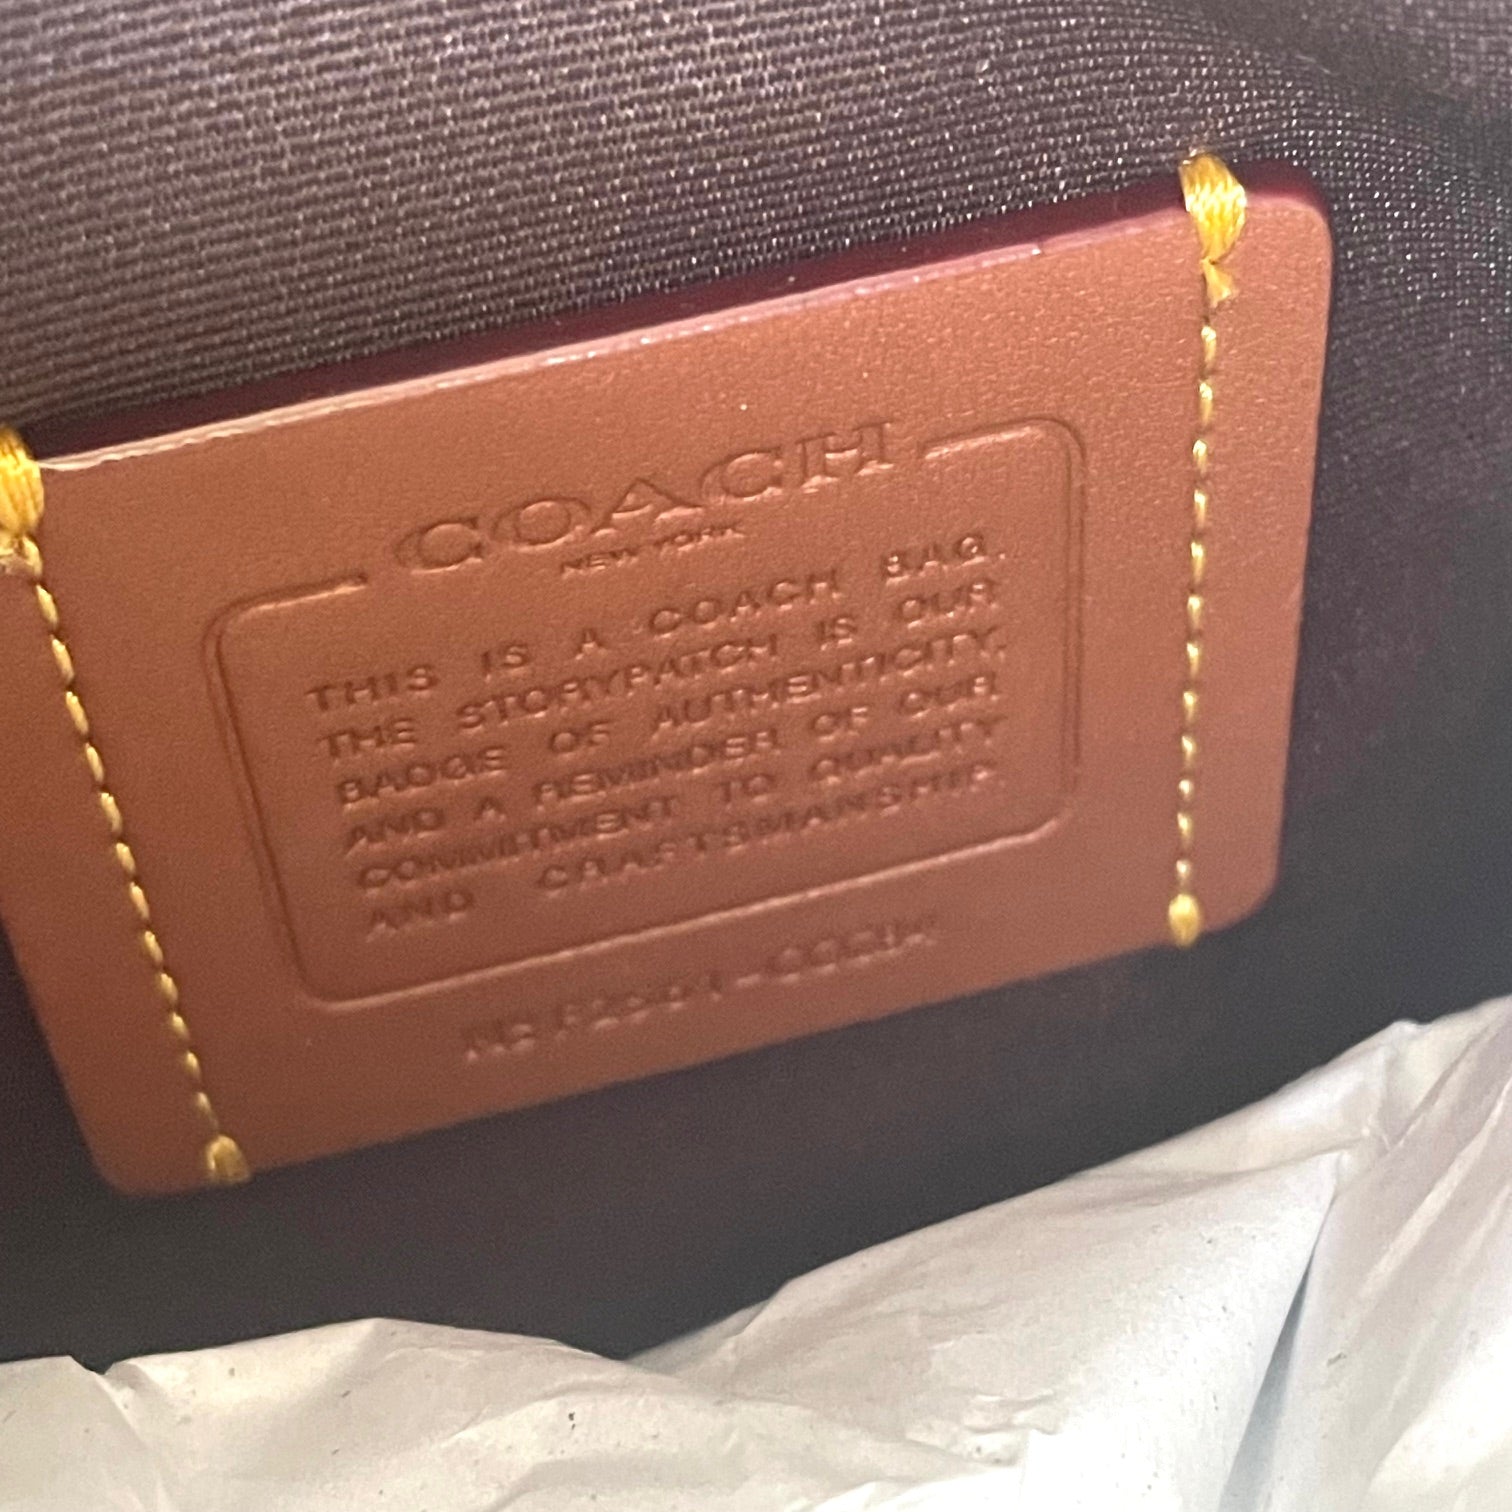 COACH
NEW YORK
THIS IS A COACH BAG.
THE STORYPATCH IS OUR
BADGE OF AUTHENTICITY,
AND A REMINDER OF OUR
COMMITMENT TO QUALITY
AND CRAFTSMANSHIP.
No